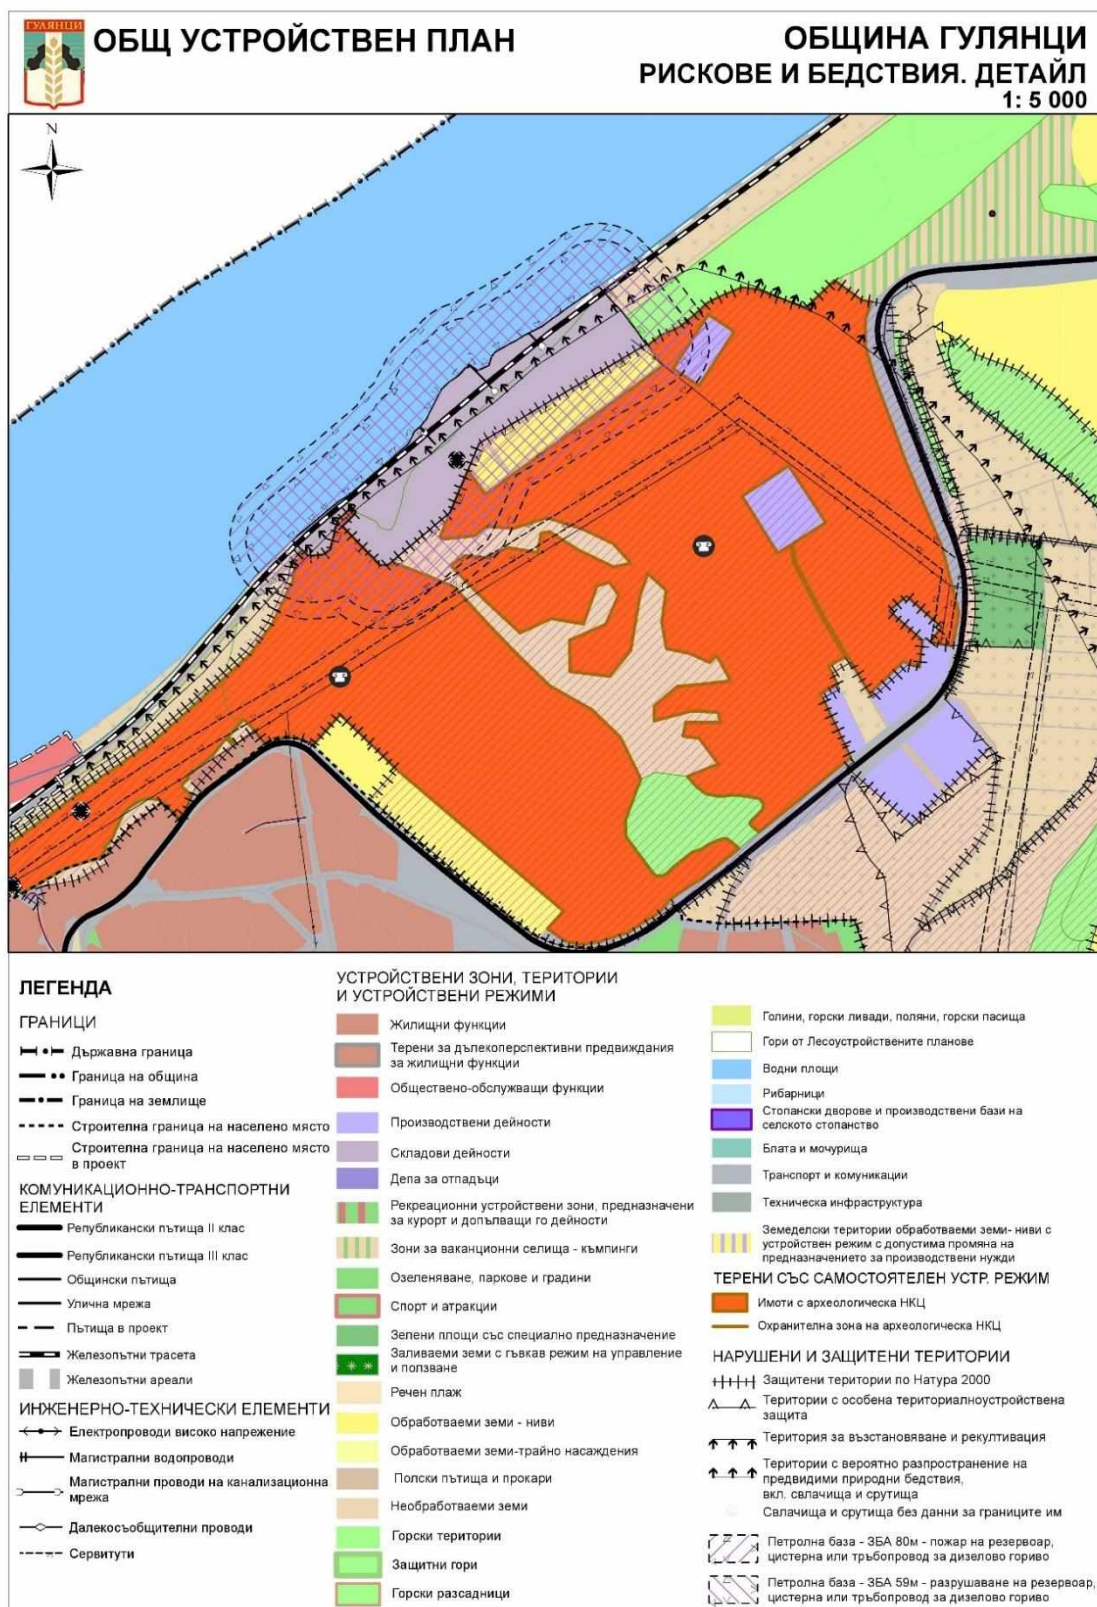 ГУЛЯНЦИ
ОБЩ УСТРОЙСТВЕН ПЛАН
ОБЩИНА ГУЛЯНЦИ
РИСКОВЕ И БЕДСТВИЯ. ДЕТАЙЛ
1: 5 000
N
ЛЕГЕНДА
ГРАНИЦИ
Държавна граница
Граница на община
Граница на землище
Строителна граница на населено място
Строителна граница на населено място
в проект
КОМУНИКАЦИОННО-ТРАНСПОРТНИ
ЕЛЕМЕНТИ
Републикански пътища II клас
Републикански пътища III клас
Общински пътища
Улична мрежа
Пътища в проект
Железопътни трасета
Железопътни ареали
ИНЖЕНЕРНО-ТЕХНИЧЕСКИ ЕЛЕМЕНТИ
Електропроводи високо напрежение
Магистрални водопроводи
Магистрални проводи на канализационна
мрежа
Далекосъобщителни проводи
Сервитути
УСТРОЙСТВЕНИ ЗОНИ, ТЕРИТОРИИ
И УСТРОЙСТВЕНИ РЕЖИМИ
Жилищни функции
Терени за дългоперспективни предвиждания
за жилищни функции
Обществено-обслужващи функции
Производствени дейности
Складови дейности
Депа за отпадъци
Рекреационни устройствени зони, предназначени
за курорт и допълващи го дейности
Зони за ваканционни селища - къмпинги
Озеленяване, паркове и градини
Спорт и атракции
Зелени площи със специално предназначение
Заливаеми земи с гъвкав режим на управление
и ползване
Речен плаж
Обработваеми земи - ниви
Обработваеми земи-трайно насаждения
Полски пътища и прокари
Необработваеми земи
Горски територии
Защитни гори
Горски разсадници
Голини, горски ливади, поляни, горски пасища
Гори от Лесоустройствените планове
Водни площи
Рибарници
Стопански дворове и производствени бази на
селското стопанство
Блата и мочурища
Транспорт и комуникации
Техническа инфраструктура
Земеделски територии обработваеми земи- ниви с
устройствен режим с допустима промяна на
предназначението за производствени нужди
ТЕРЕНИ СЪС САМОСТОЯТЕЛЕН УСТР. РЕЖИМ
Имоти с археологическа НКЦ
Охранителна зона на археологическа НКЦ
НАРУШЕНИ И ЗАЩИТЕНИ ТЕРИТОРИИ
Защитени територии по Натура 2000
Територии с особена териториалноустройствена
защита
Територия за възстановяване и рекултивация
Територии с вероятно разпространение на
предвидими природни бедствия,
вкл. свлачища и срутища
Свлачища и срутища без данни за границите им
Петролна база - ЗБА 80м - пожар на резервоар,
цистерна или тръбопровод за дизелово гориво
Петролна база - ЗБА 59м - разрушаване на резервоар,
цистерна или тръбопровод за дизелово гориво